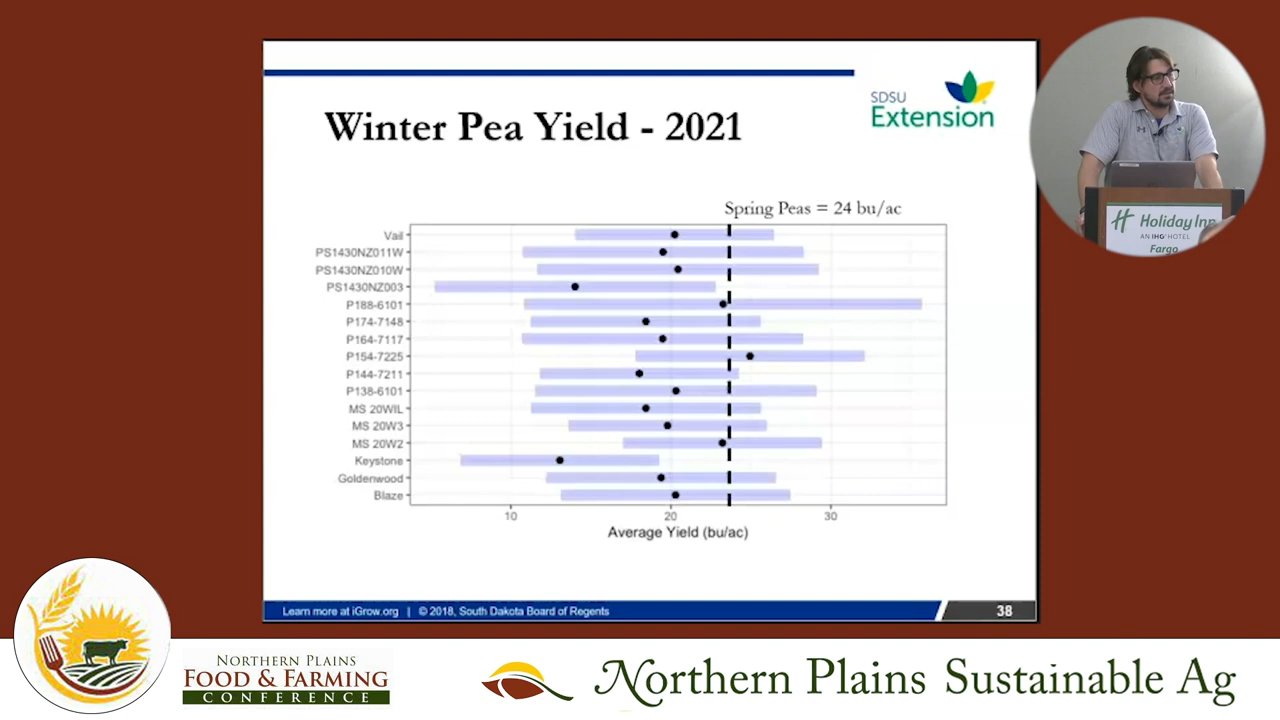 Winter Pea Yield - 2021
SDSU
Extension
Spring Peas = 24 bu/ac
Vail
PS1430NZ011W
PS1430NZ010W
PS1430NZ003
P188-6101
P174-7148
P164-7117
P154-7225
P144-7211
P138-6101
MS 20WIL
MS 20W3
MS 20W2
Keystone
Goldenwood
Blaze
10 20 30
Average Yield (bu/ac)
Learn more at iGrow.org | © 2018, South Dakota Board of Regents
38
H Holiday Inn
AN IHG HOTEL
Fargo
NORTHERN PLAINS
FOOD & FARMING
CONFERENCE
Northern Plains Sustainable Ag